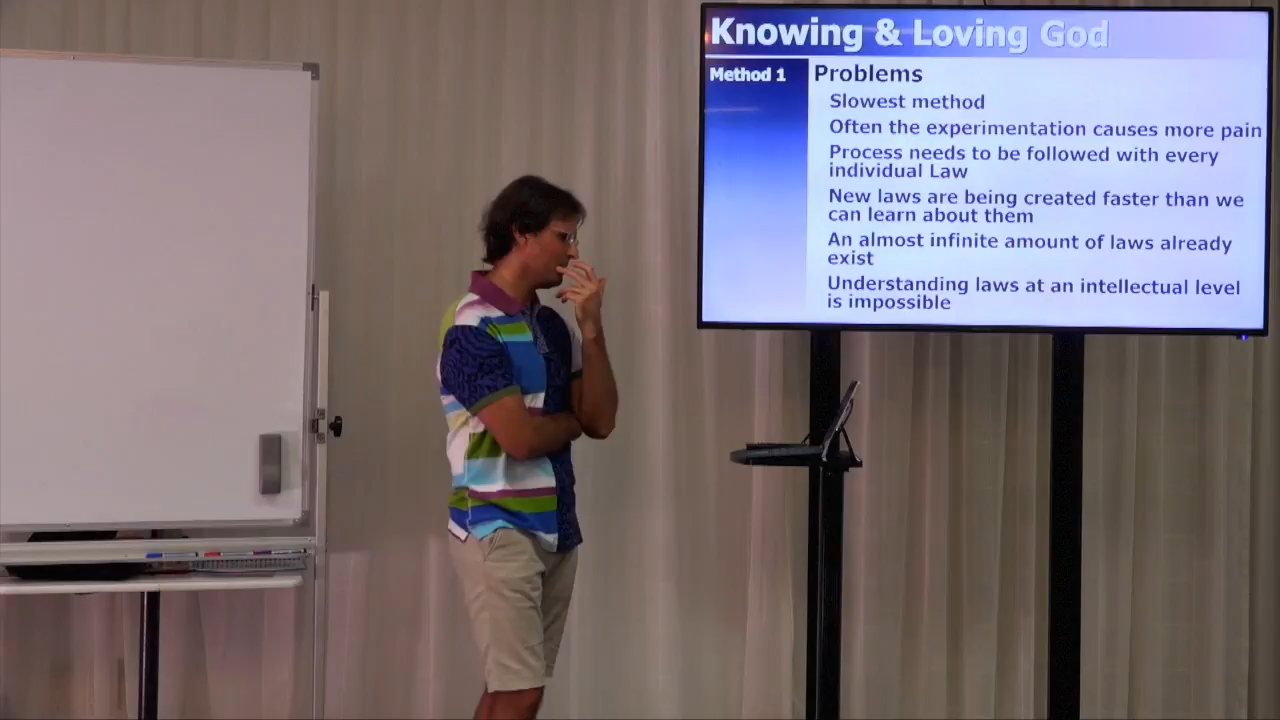 Knowing & Loving God
Method 1
Problems
Slowest method
Often the experimentation causes more pain
Process needs to be followed with every
individual Law
New laws are being created faster than we
can learn about them
An almost infinite amount of laws already
exist
Understanding laws at an intellectual level
is impossible